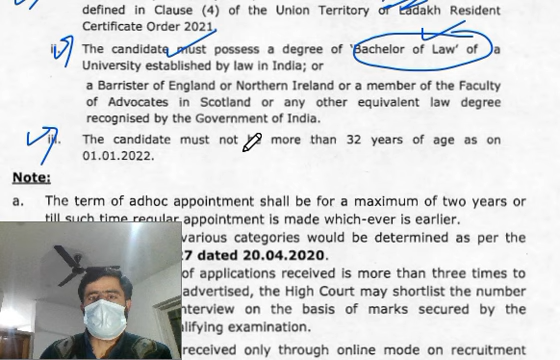 defined in Clause (4) of the Union Territory of Ladakh Resident
Certificate Order 2021
ii. The candidate must possess a degree of 'Bachelor of Law' of a
University established by law in India; or
a Barrister of England or Northern Ireland or a member of the Faculty
of Advocates in Scotland or any other equivalent law degree
recognised by the Government of India.
iii. The candidate must not more than 32 years of age as on
01.01.2022.
Note:
a. The term of adhoc appointment shall be for a maximum of two years or
till such time regular appointment is made which-ever is earlier.
various categories would be determined as per the
7 dated 20.04.2020.
of applications received is more than three times to
advertised, the High Court may shortlist the number
nterview on the basis of marks secured by the
lifying examination.
received only through online mode on recruitment